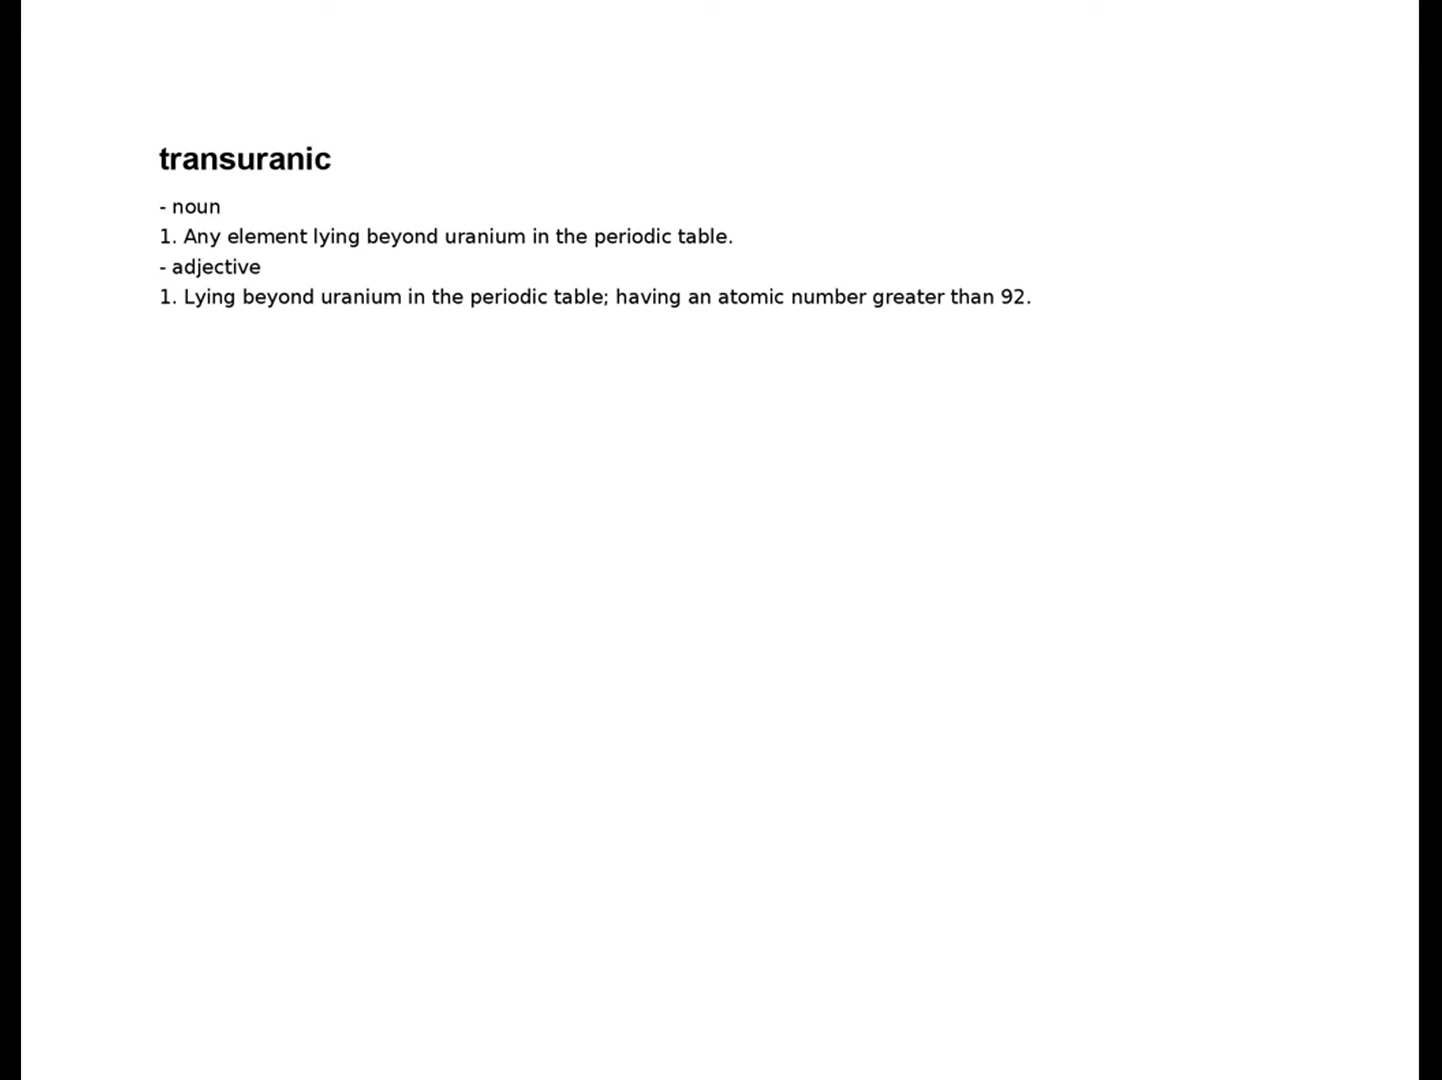 transuranic
- noun
1. Any element lying beyond uranium in the periodic table.
- adjective
1. Lying beyond uranium in the periodic table; having an atomic number greater than 92.